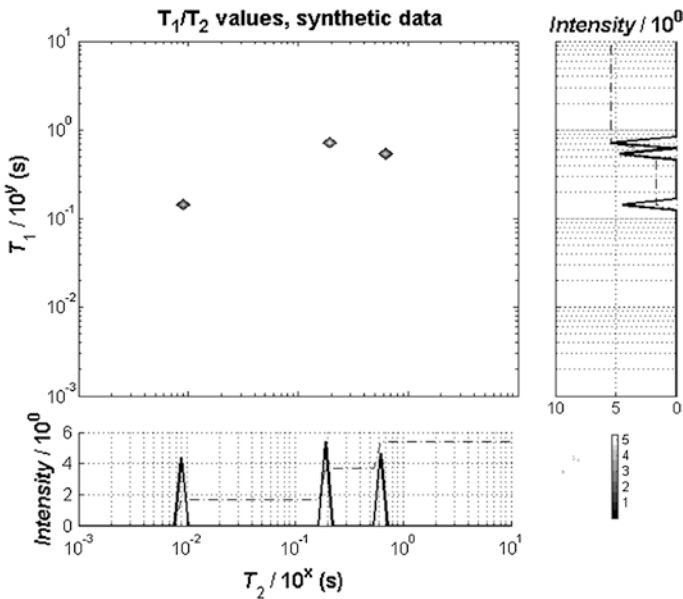 T1/T2 values, synthetic data
Intensity / 10^0
10^1
10^0
10^-1
10^-2
10^-3
T1 / 10^y (s)
10 5 0
Intensity / 10^0
6
4
2
0
10^-3 10^-2 10^-1 10^0 10^1
T2 / 10^x (s)
5
4
3
2
1